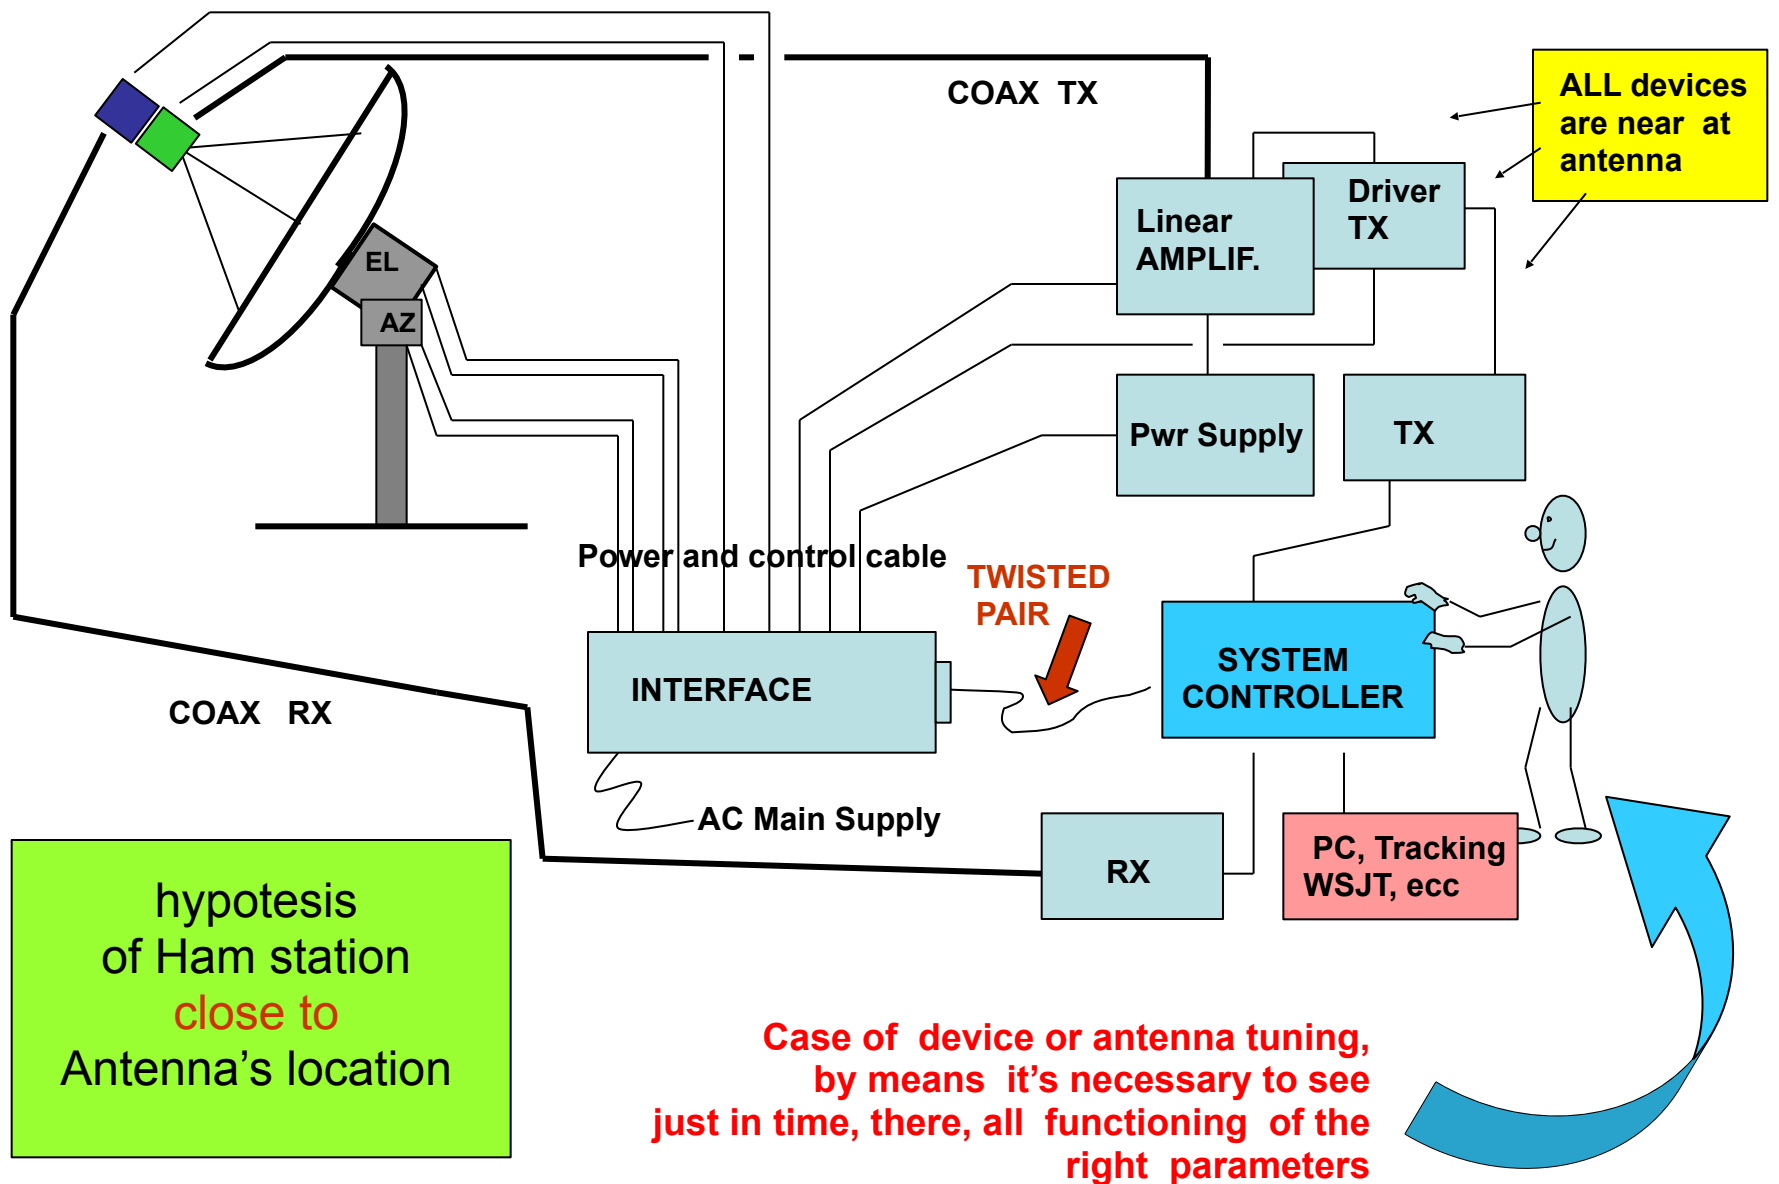 COAX  TX
ALL devices
are near  at
antenna
Driver
TX
Linear
AMPLIF.
EL
AZ
Pwr Supply
TX
Power and control cable
TWISTED
PAIR
INTERFACE
SYSTEM
CONTROLLER
COAX   RX
AC Main Supply
RX
PC, Tracking
WSJT, ecc
hypotesis
of Ham station
close to
Antenna’s location
Case of  device or antenna tuning,
by means  it’s necessary to see
just in time, there, all  functioning  of the
right  parameters